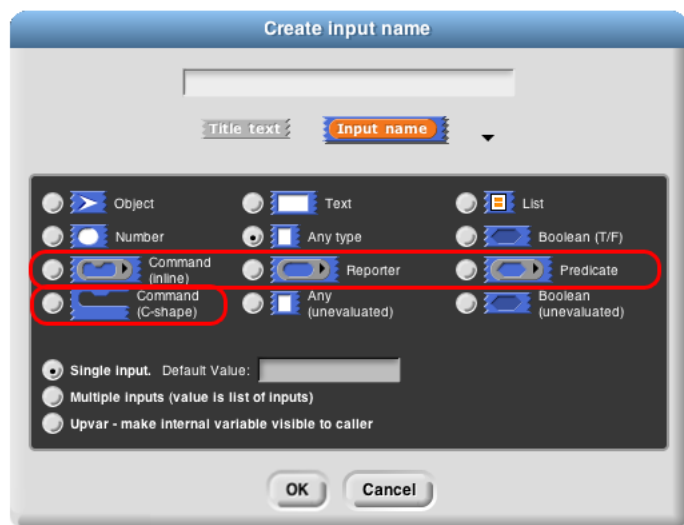 Create input name
Title text Input name
Object Text List
Number Any type Boolean (T/F)
Command (inline) Reporter Predicate
Command (C-shape) Any (unevaluated) Boolean (unevaluated)
Single input. Default Value:
Multiple inputs (value is list of inputs)
Upvar - make internal variable visible to caller
OK Cancel